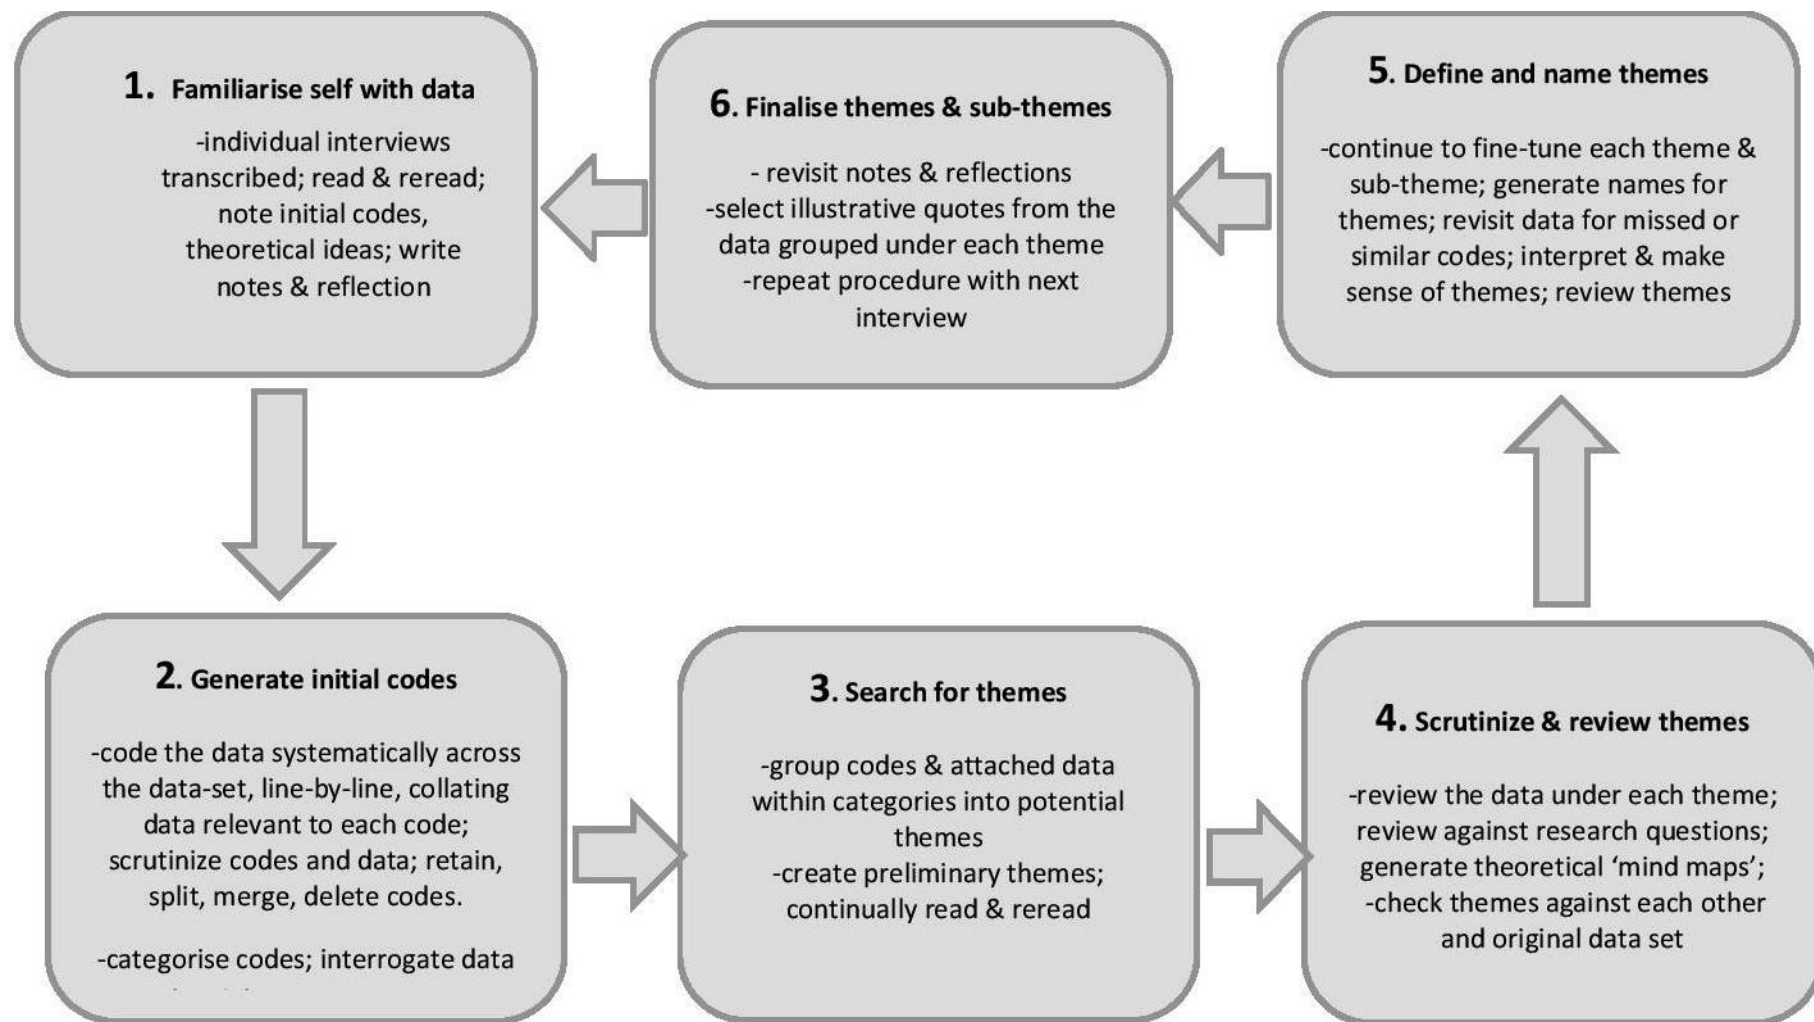 1. Familiarise self with data
-individual interviews
transcribed; read & reread;
note initial codes,
theoretical ideas; write
notes & reflection
2. Generate initial codes
-code the data systematically across
the data-set, line-by-line, collating
data relevant to each code;
scrutinize codes and data; retain,
split, merge, delete codes.
-categorise codes; interrogate data
3. Search for themes
-group codes & attached data
within categories into potential
themes
-create preliminary themes;
continually read & reread
4. Scrutinize & review themes
-review the data under each theme;
review against research questions;
generate theoretical ‘mind maps’;
-check themes against each other
and original data set
5. Define and name themes
-continue to fine-tune each theme &
sub-theme; generate names for
themes; revisit data for missed or
similar codes; interpret & make
sense of themes; review themes
6. Finalise themes & sub-themes
- revisit notes & reflections
-select illustrative quotes from the
data grouped under each theme
-repeat procedure with next
interview